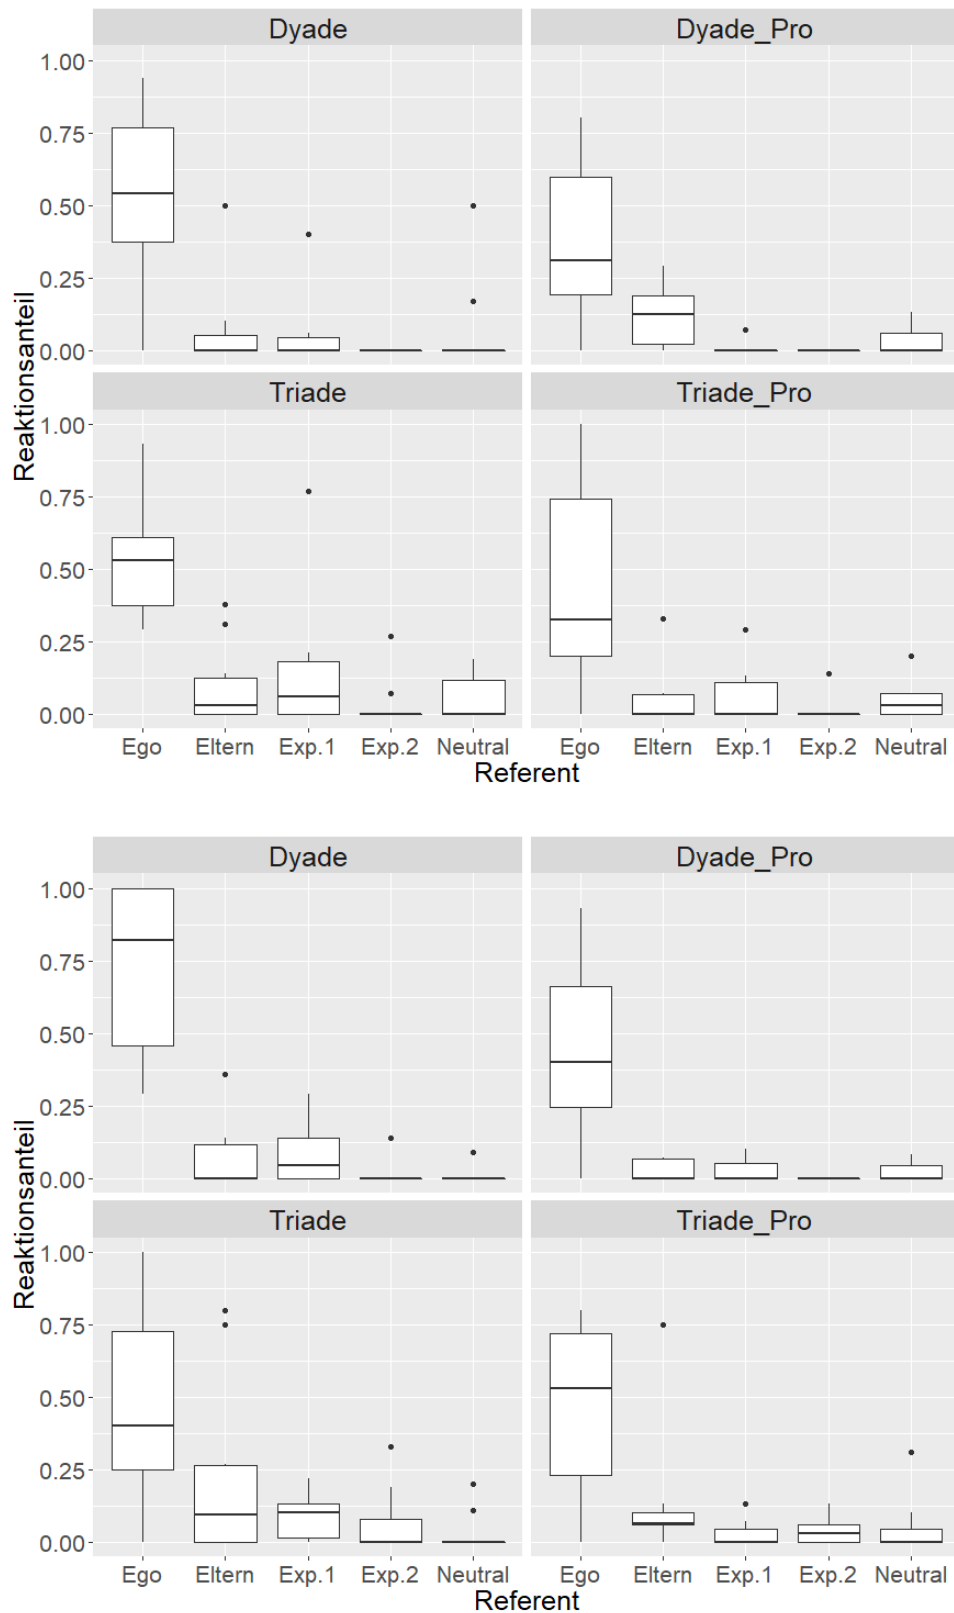 Dyade Dyade_Pro
1.00
0.75
0.50
0.25
0.00
Triade Triade_Pro
1.00
0.75
0.50
0.25
0.00
Reaktionsanteil
Ego Eltern Exp.1 Exp.2 Neutral Ego Eltern Exp.1 Exp.2 Neutral
Referent
Dyade Dyade_Pro
1.00
0.75
0.50
0.25
0.00
Triade Triade_Pro
1.00
0.75
0.50
0.25
0.00
Reaktionsanteil
Ego Eltern Exp.1 Exp.2 Neutral Ego Eltern Exp.1 Exp.2 Neutral
Referent